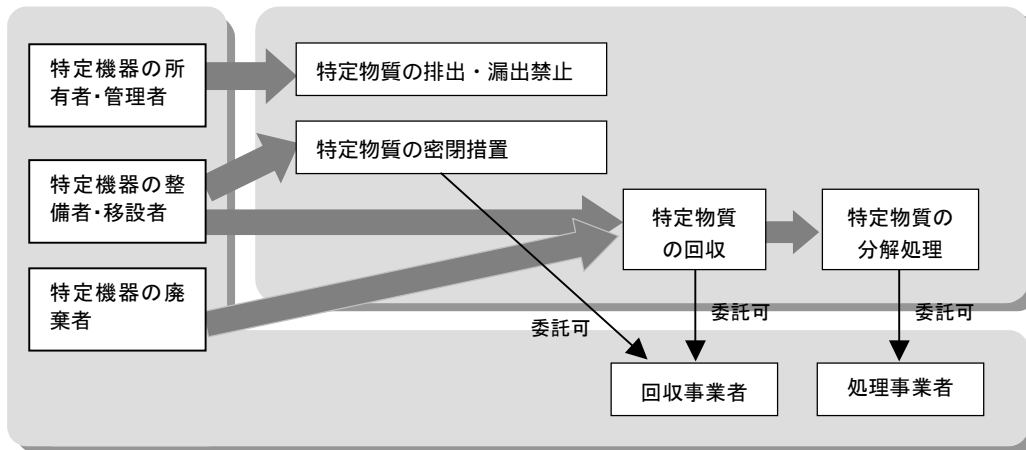 特定機器の所
有者・管理者
特定物質の排出・漏出禁止
特定物質の密閉措置
特定機器の整
備者・移設者
特定物質
の回収
特定物質の
分解処理
特定機器の廃
棄者
委託可
委託可
委託可
回収事業者
処理事業者